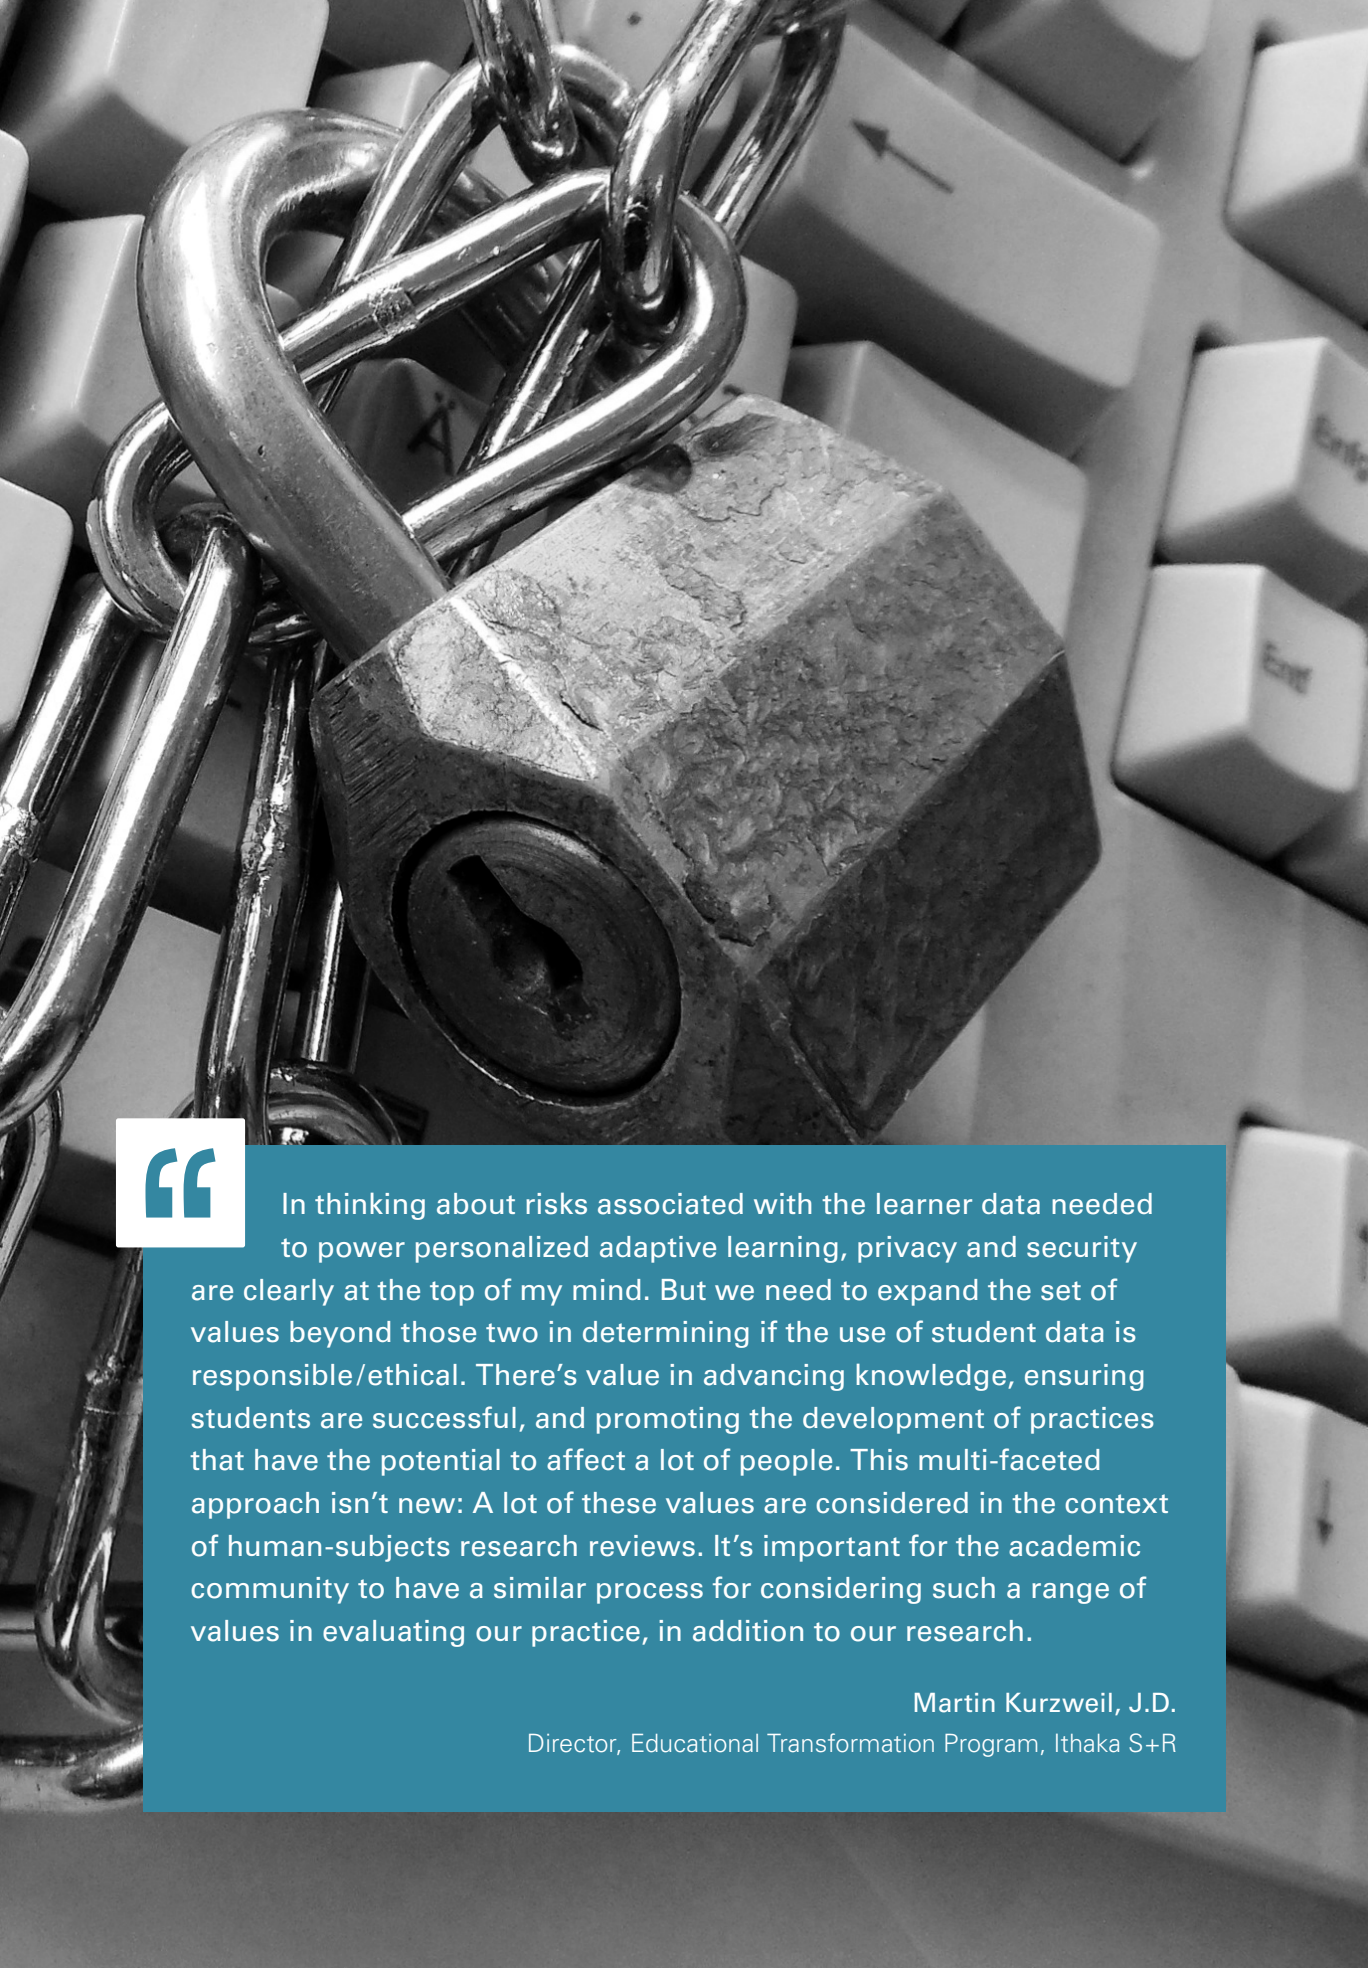 ←
Ä
Einfg
Entf
“
In thinking about risks associated with the learner data needed
to power personalized adaptive learning, privacy and security
are clearly at the top of my mind. But we need to expand the set of
values beyond those two in determining if the use of student data is
responsible/ethical. There’s value in advancing knowledge, ensuring
students are successful, and promoting the development of practices
that have the potential to affect a lot of people. This multi-faceted
approach isn’t new: A lot of these values are considered in the context
of human-subjects research reviews. It’s important for the academic
community to have a similar process for considering such a range of
values in evaluating our practice, in addition to our research.
Martin Kurzweil, J.D.
Director, Educational Transformation Program, Ithaka S+R
↓